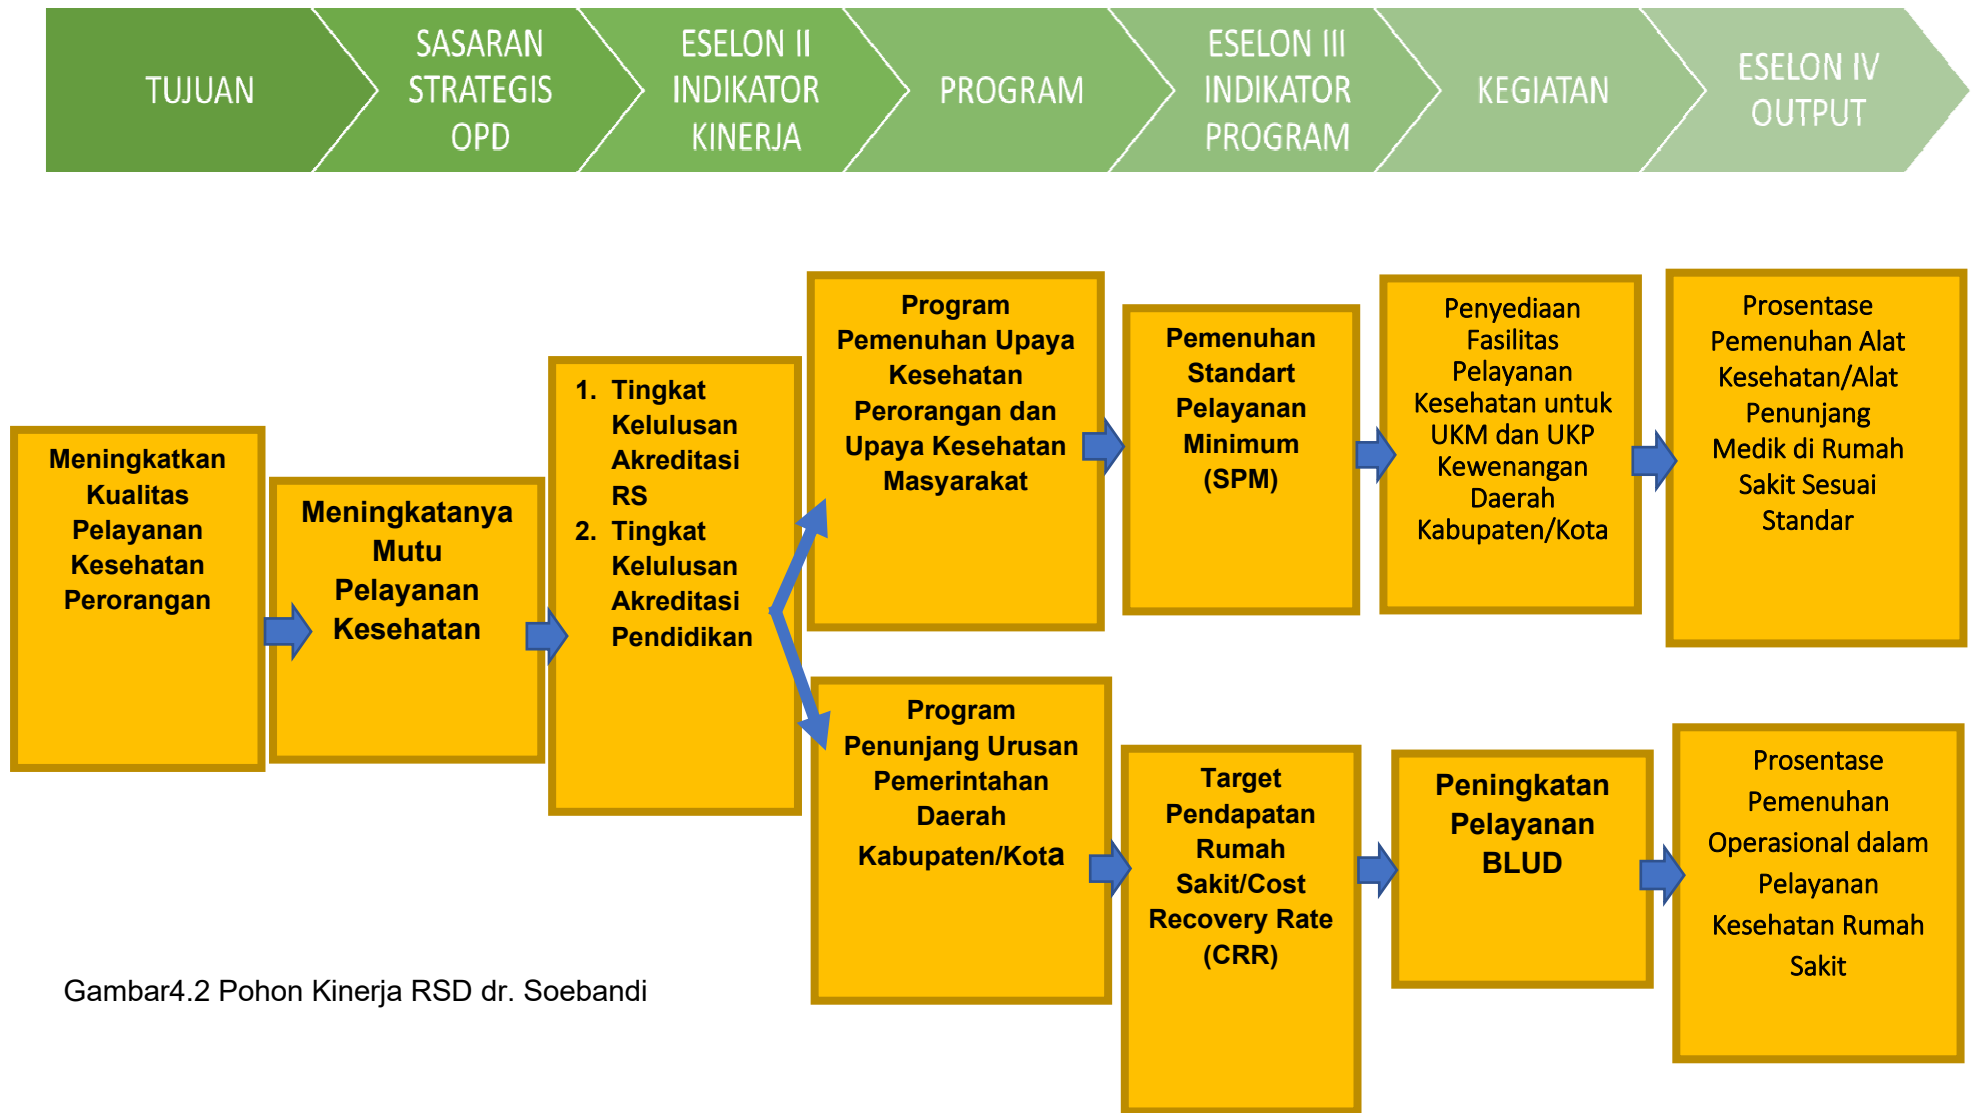 TUJUAN
SASARAN
STRATEGIS
OPD
ESELON II
INDIKATOR
KINERJA
PROGRAM
ESELON III
INDIKATOR
PROGRAM
KEGIATAN
ESELON IV
OUTPUT
Meningkatkan
Kualitas
Pelayanan
Kesehatan
Perorangan
Meningkatanya
Mutu
Pelayanan
Kesehatan
1. Tingkat
Kelulusan
Akreditasi
RS
2. Tingkat
Kelulusan
Akreditasi
Pendidikan
Program
Pemenuhan Upaya
Kesehatan
Perorangan dan
Upaya Kesehatan
Masyarakat
Pemenuhan
Standart
Pelayanan
Minimum
(SPM)
Penyediaan
Fasilitas
Pelayanan
Kesehatan untuk
UKM dan UKP
Kewenangan
Daerah
Kabupaten/Kota
Prosentase
Pemenuhan Alat
Kesehatan/Alat
Penunjang
Medik di Rumah
Sakit Sesuai
Standar
Program
Penunjang Urusan
Pemerintahan
Daerah
Kabupaten/Kota
Target
Pendapatan
Rumah
Sakit/Cost
Recovery Rate
(CRR)
Peningkatan
Pelayanan
BLUD
Prosentase
Pemenuhan
Operasional dalam
Pelayanan
Kesehatan Rumah
Sakit
Gambar4.2 Pohon Kinerja RSD dr. Soebandi